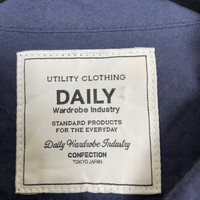 UTILITY CLOTHING
DAILY
Wardrobe Industry
STANDARD PRODUCTS
FOR THE EVERYDAY
Daily Wardrobe Industry
CONFECTION
TOKYO JAPAN